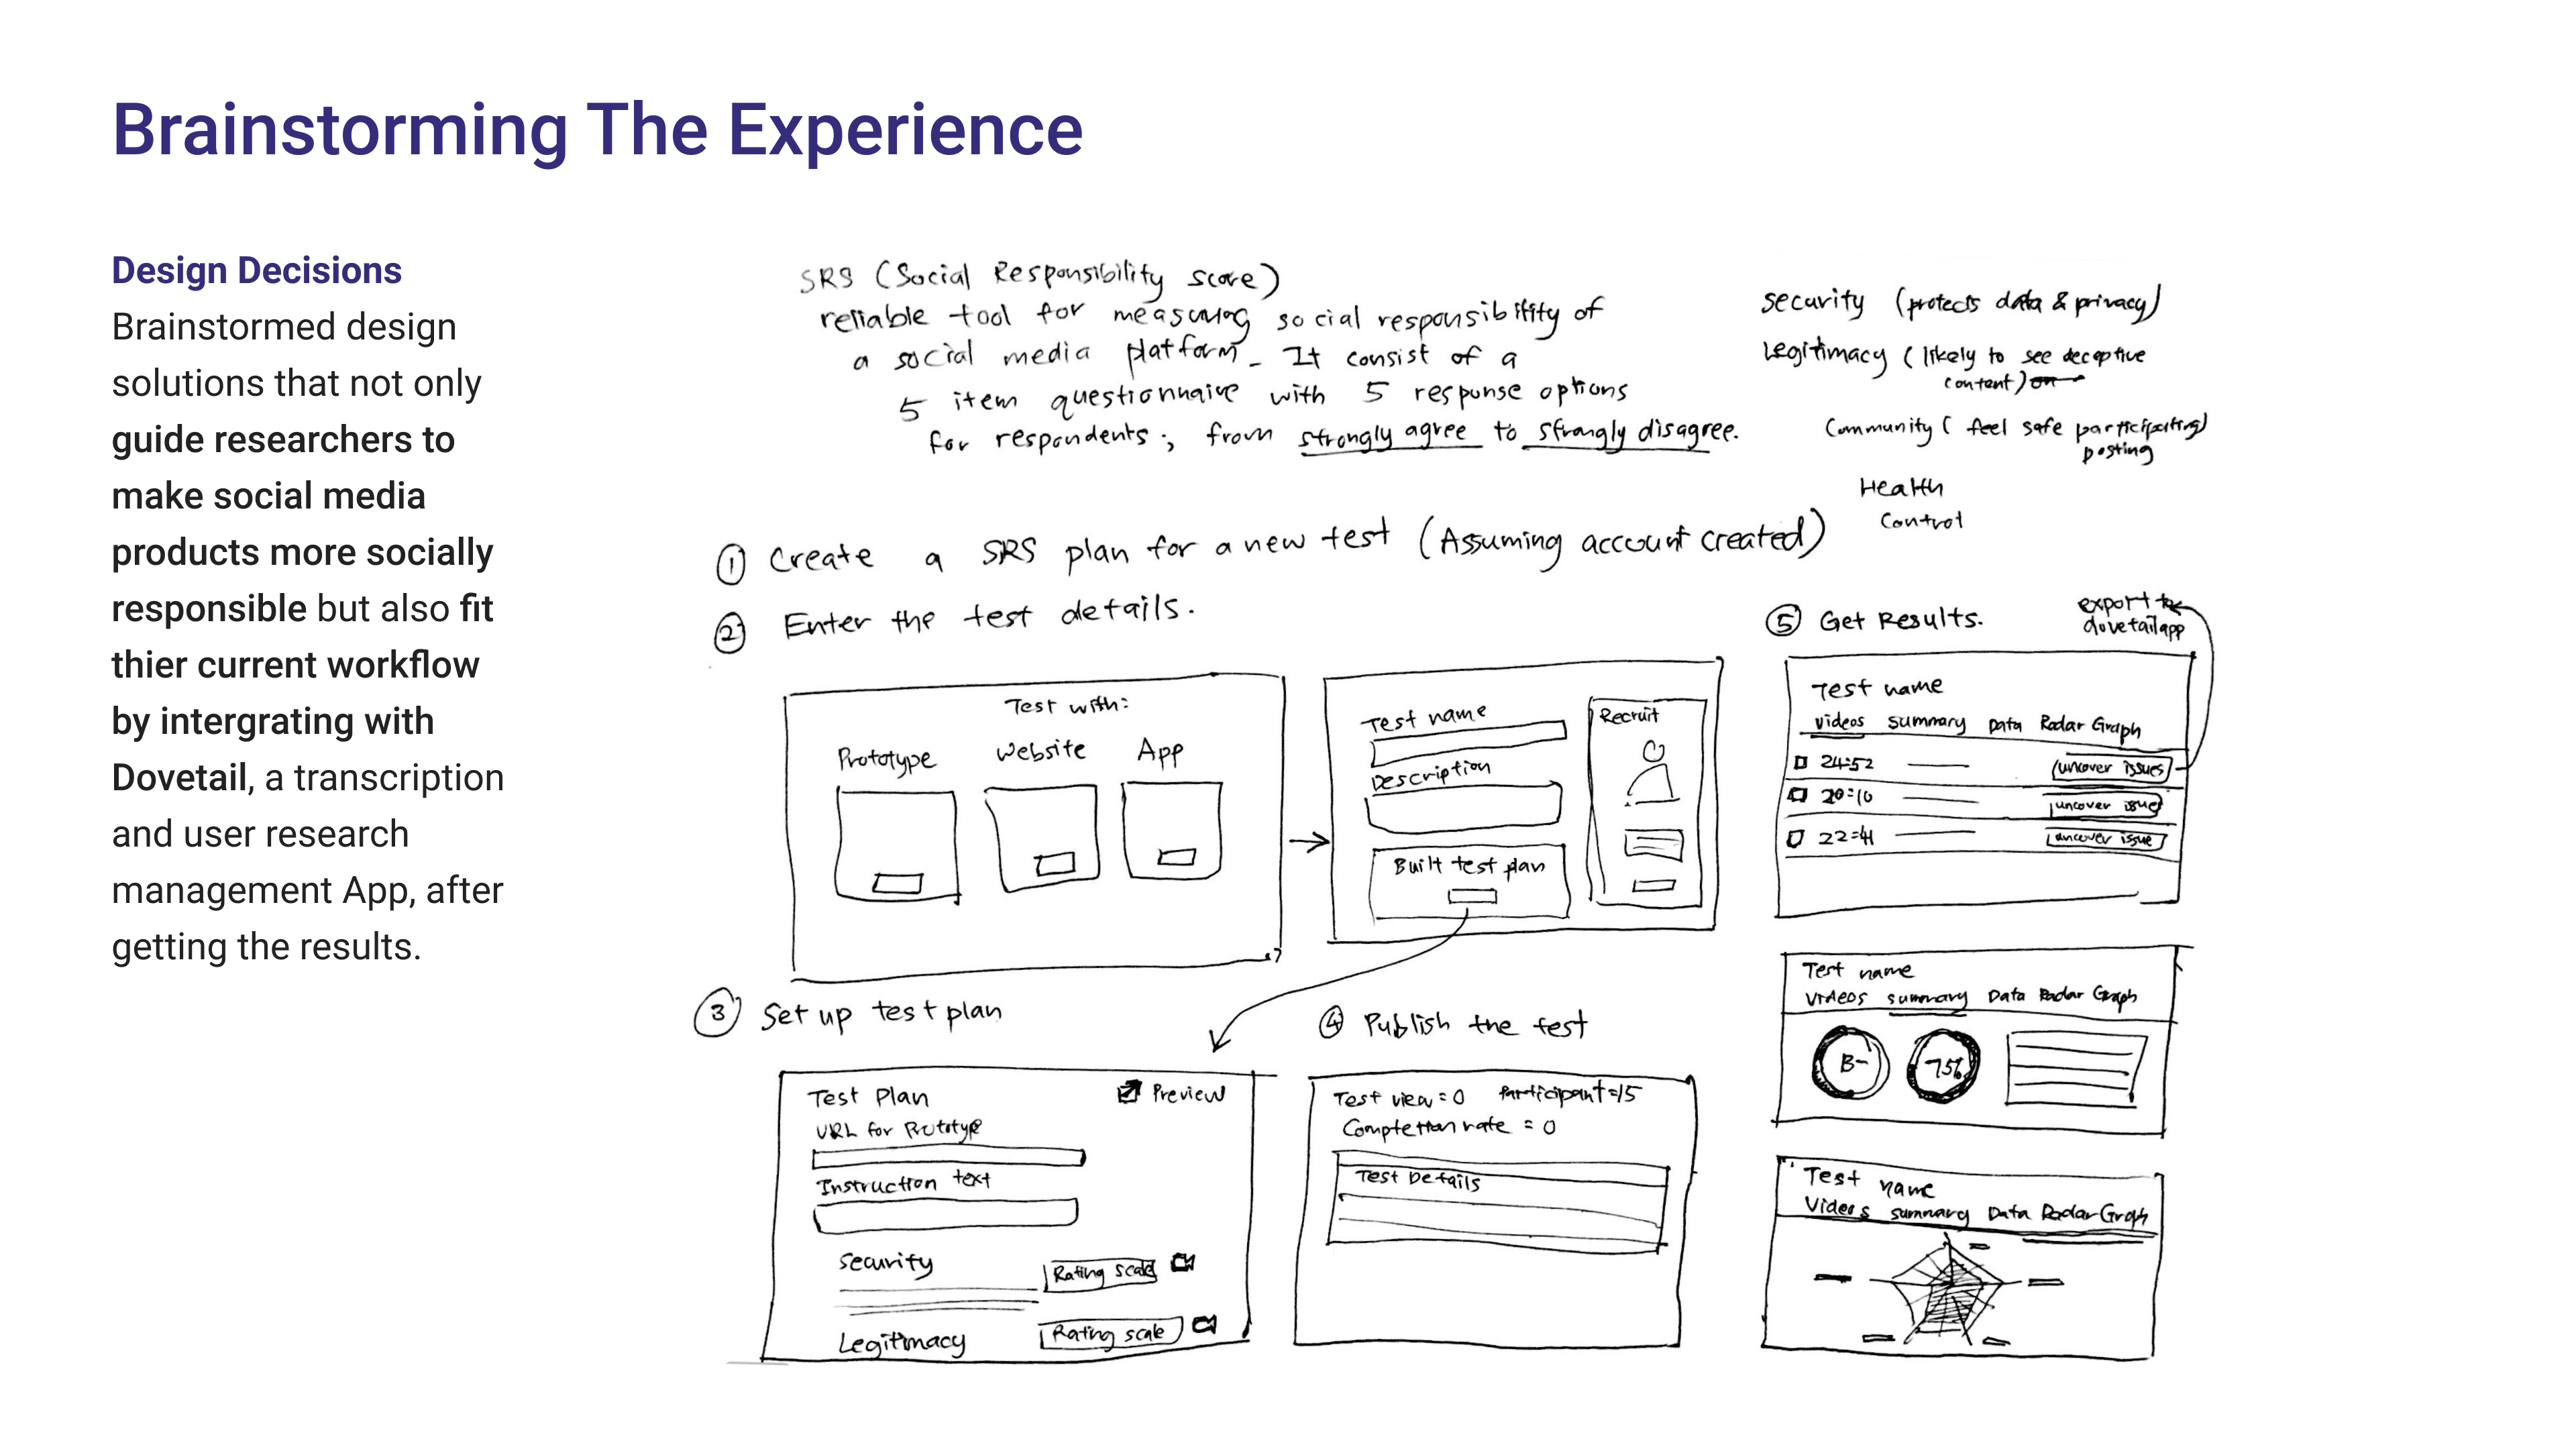 Brainstorming The Experience
Design Decisions
Brainstormed design
solutions that not only
guide researchers to
make social media
products more socially
responsible but also fit
thier current workflow
by intergrating with
Dovetail, a transcription
and user research
management App, after
getting the results.
SRS (Social Responsibility score)
reliable tool for measuring social responsibility of
a social media platform. It consist of a
5 item questionnaire with 5 response options
for respondents; from strongly agree to strongly disagree.
security (protects data & privacy)
Legitimacy (likely to see deceptive
content)
Community ( feel safe participating)
posting
Health
Control
① Create a SRS plan for a new test (Assuming account created)
② Enter the test details.
Test with:
Prototype website App
Test name
Description
Built test plan
Recruit
③ Set up test plan
Test Plan
Preview
URL for Prototype
Instruction text
Security
Rating scale
Legitimacy
Rating scale
④ Publish the test
Test view = 0 Participant = 15
Completion rate = 0
Test Details
⑤ Get Results.
export to
dovetail app
Test name
Videos summary Data Radar Graph
24:52 uncover issues
20:10 uncover issue
22:41 uncover issue
Test name
Videos summary Data Radar Graph
B- 75%
Test name
Videos summary Data Radar Graph